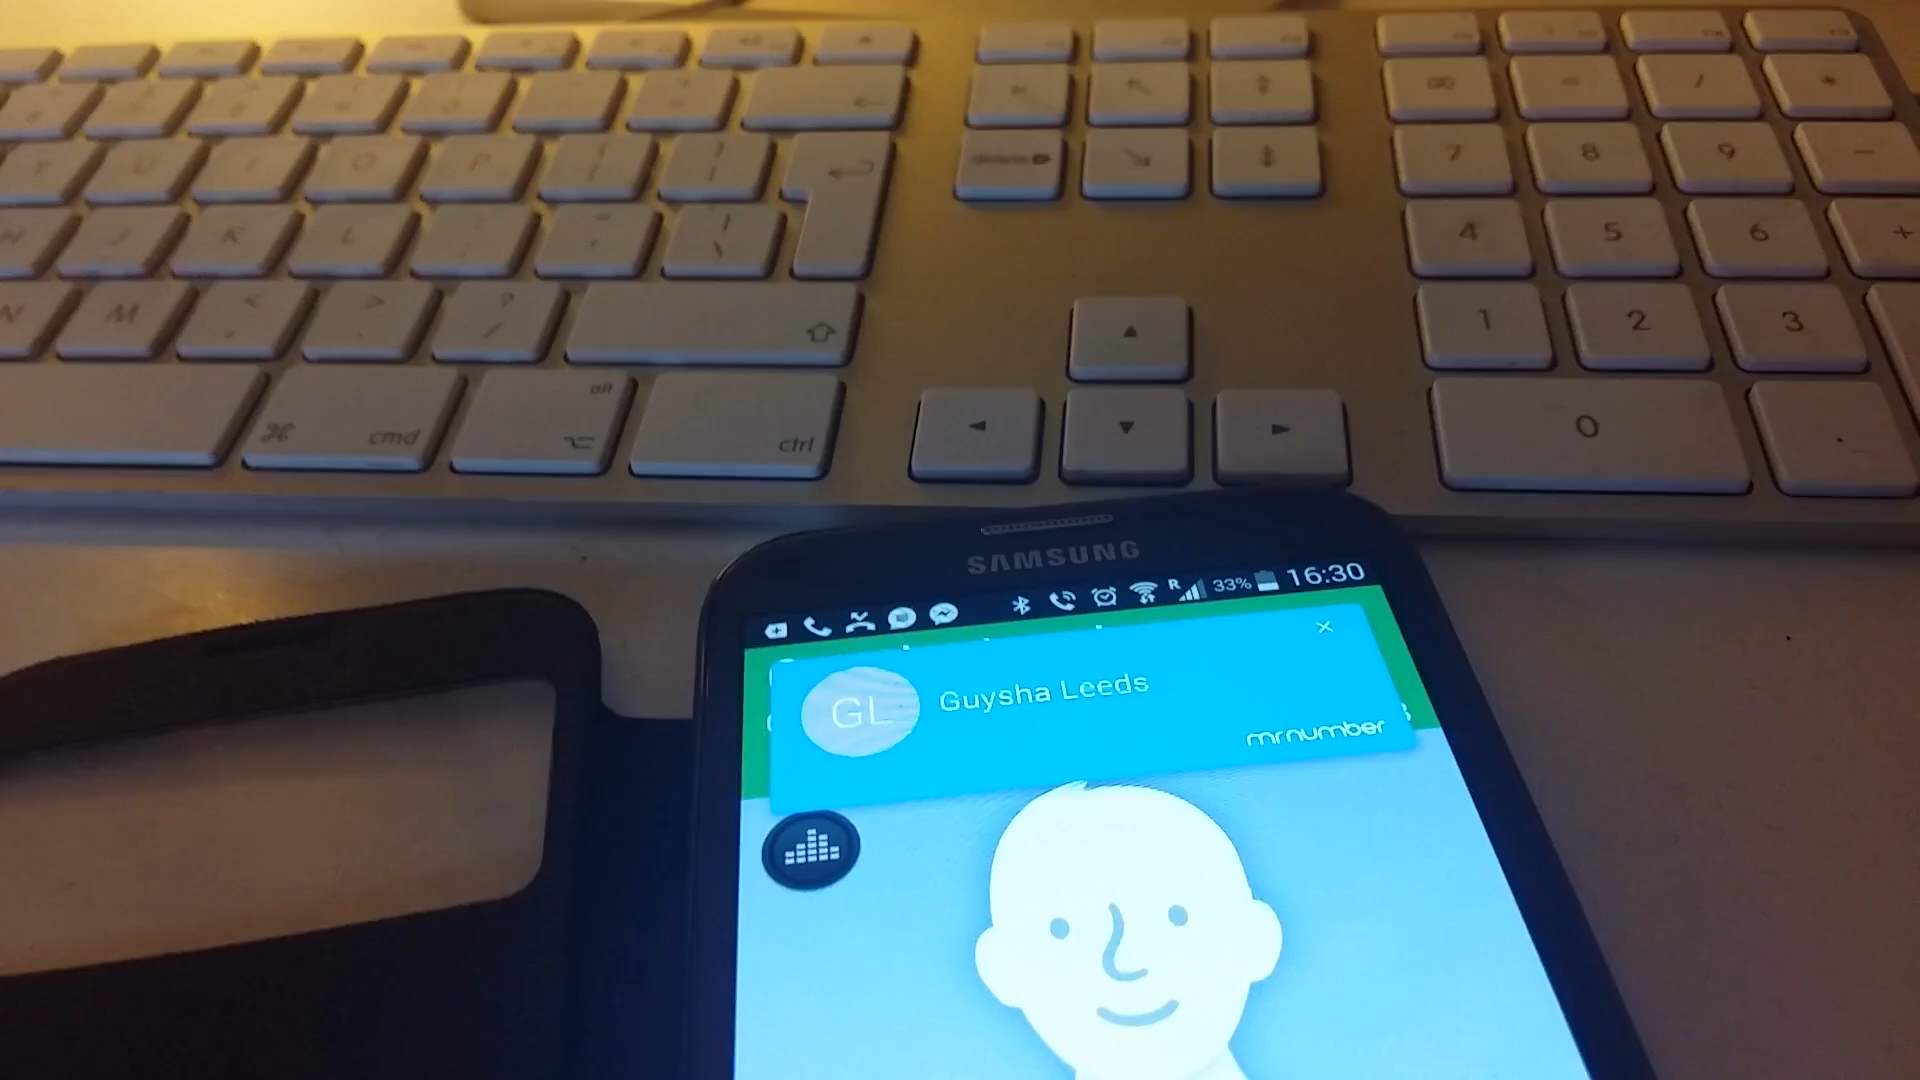 Y U I O P { }
delete
7 8 9 -
H J K L : "
| \
4 5 6 +
N M < , > . ? /
1 2 3
alt
cmd
ctrl
0 .
SAMSUNG
R 33% 16:30
GL Guysha Leeds
mrnumber